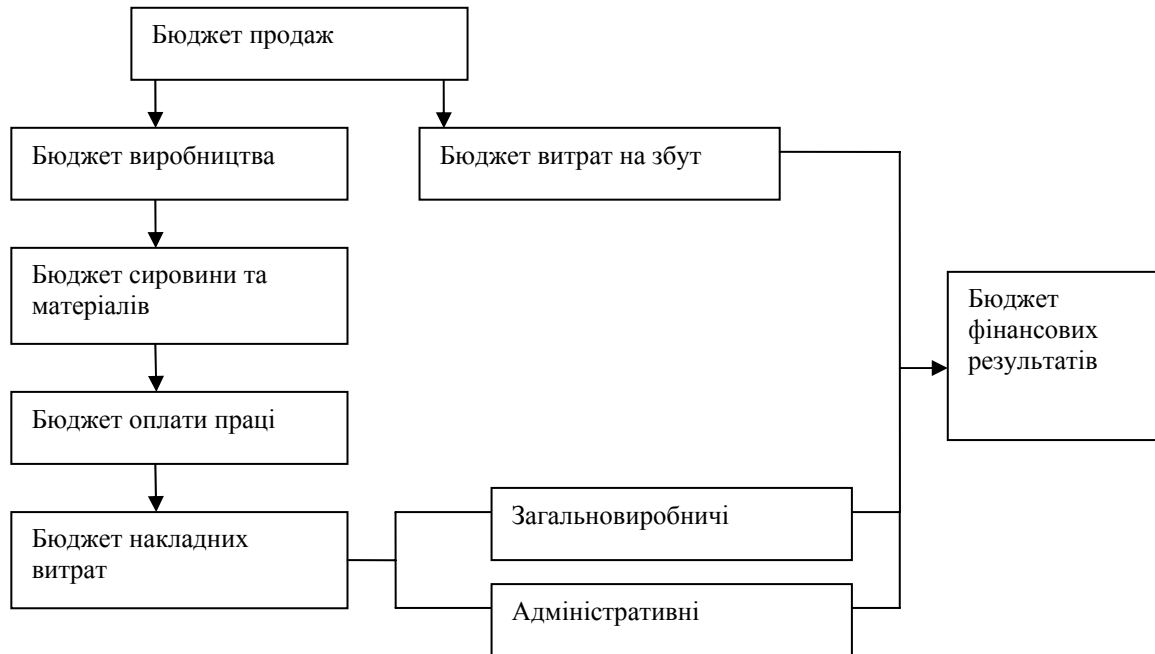 Бюджет продаж
Бюджет виробництва
Бюджет витрат на збут
Бюджет сировини та
матеріалів
Бюджет
фінансових
результатів
Бюджет оплати праці
Бюджет накладних
витрат
Загальновиробничі
Адміністративні